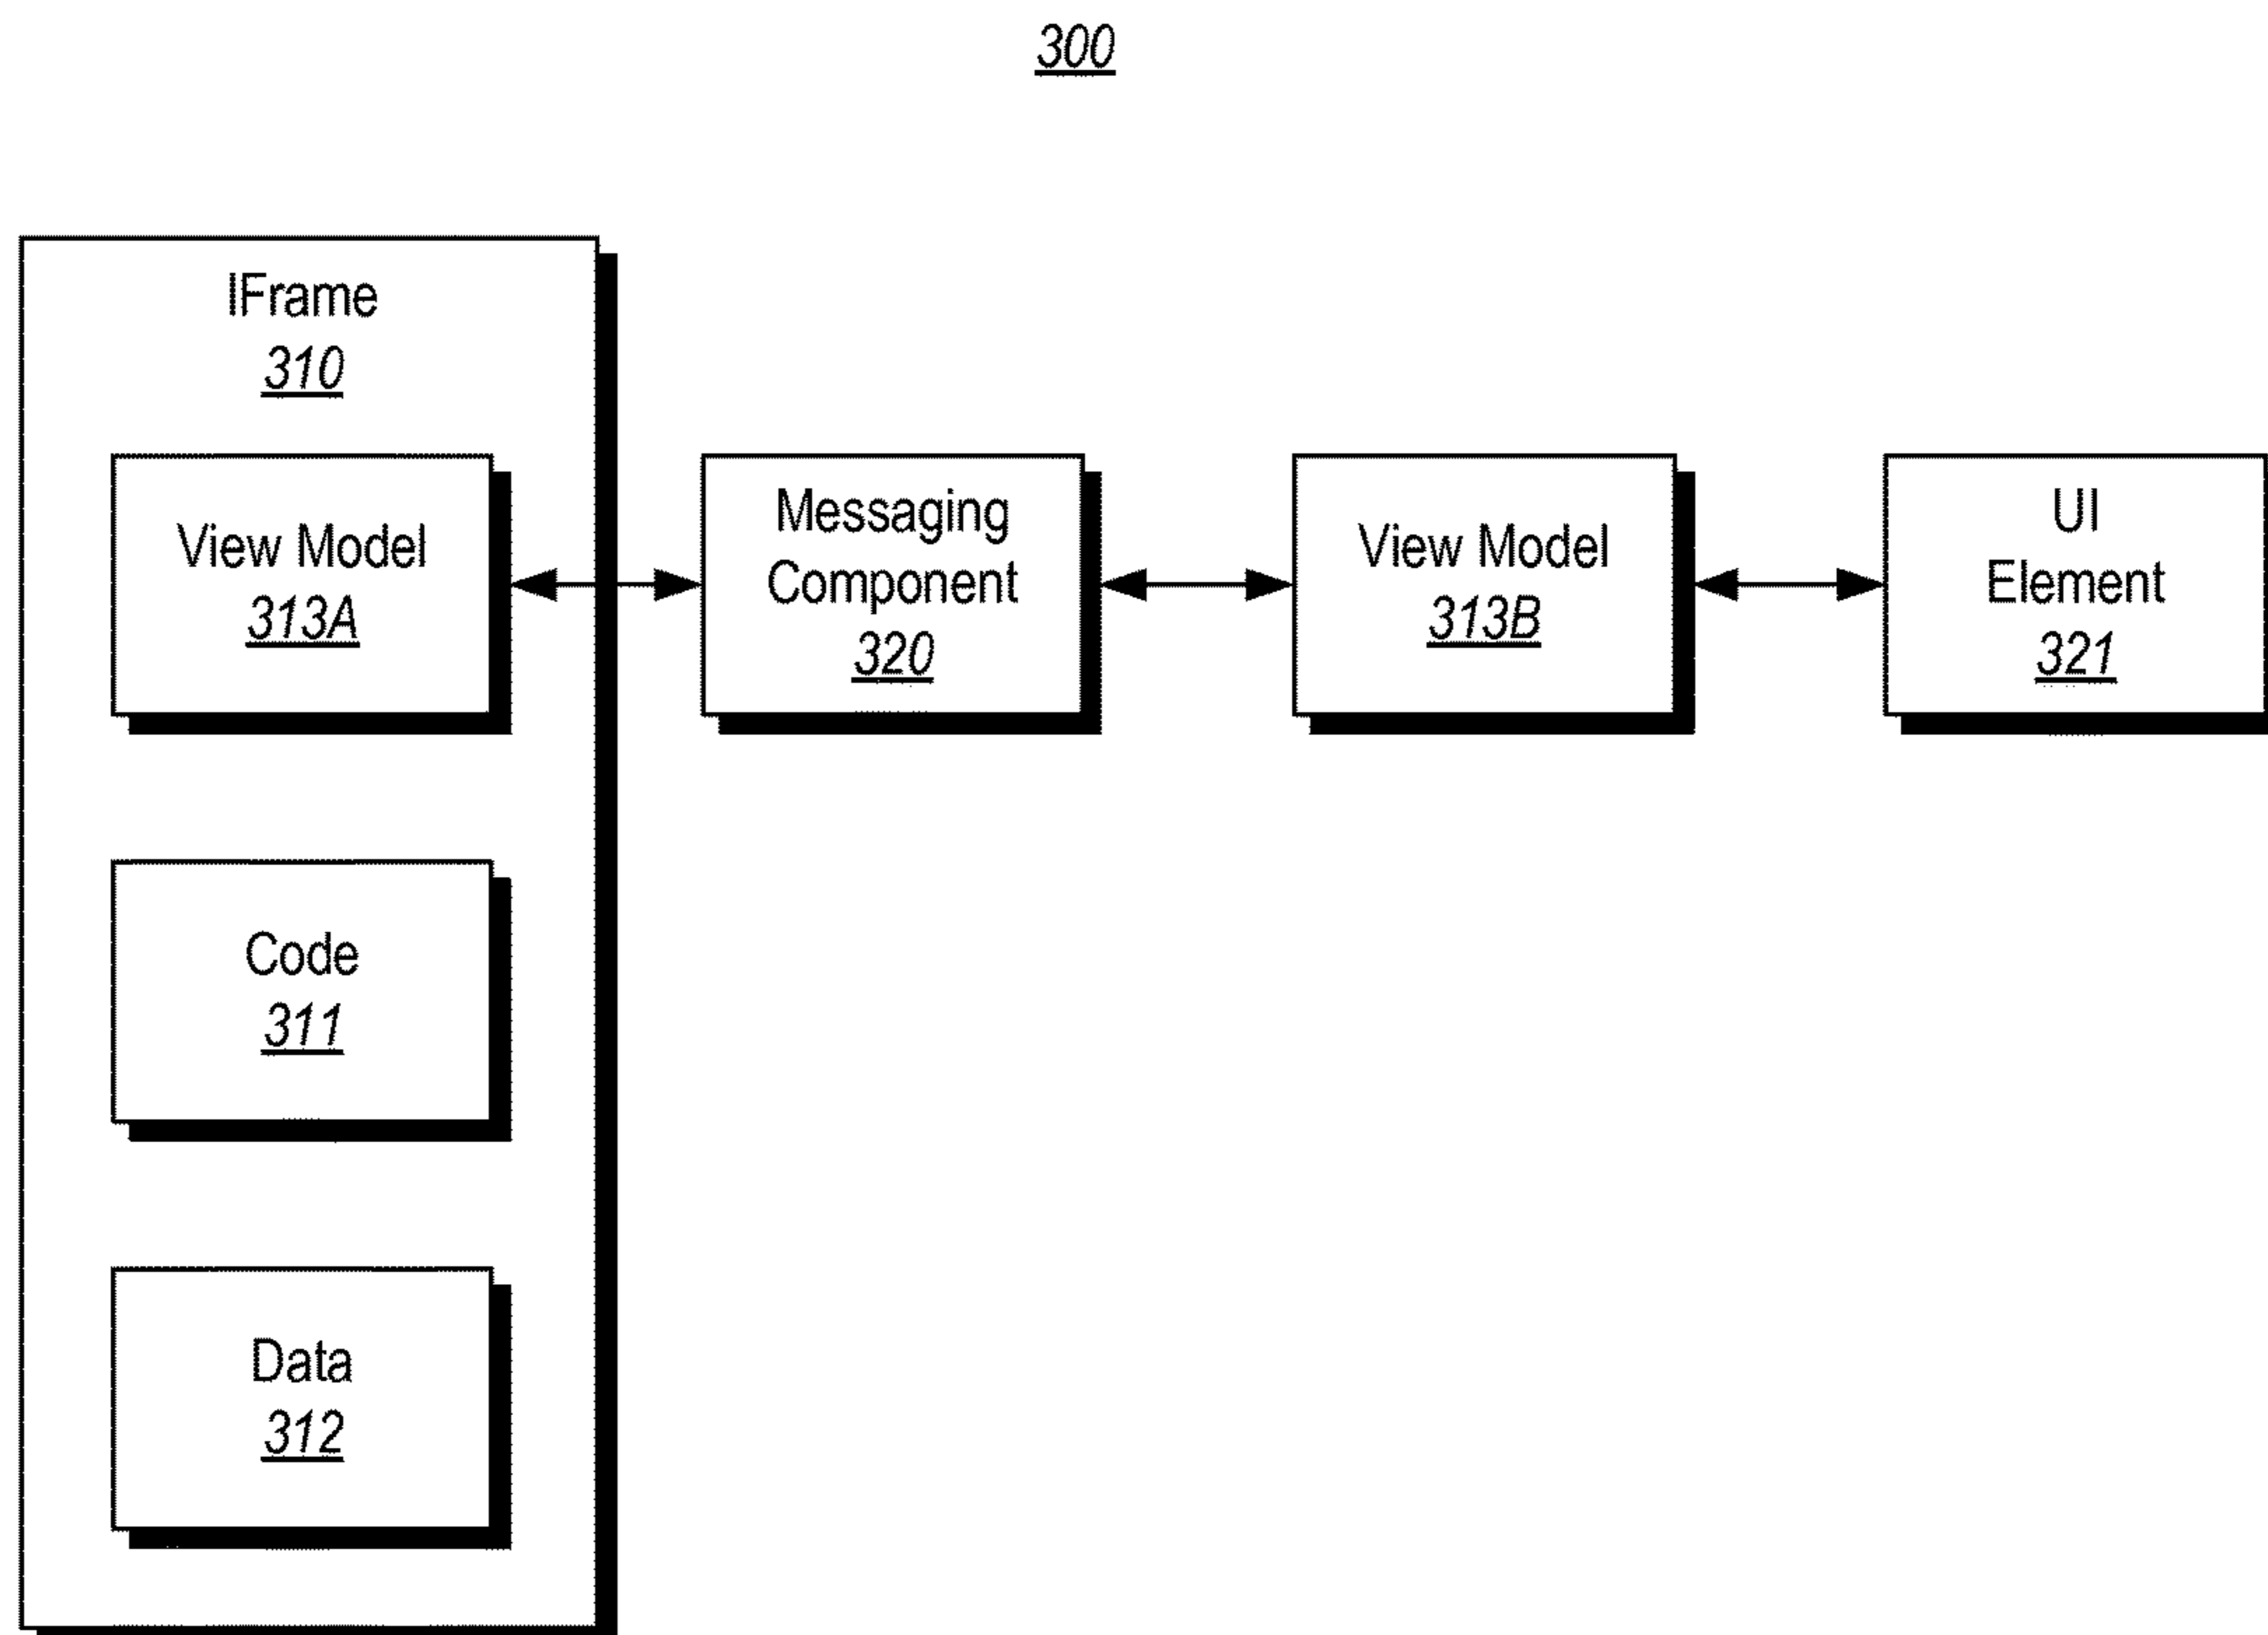 300
IFrame
310
View Model
313A
Messaging
Component
320
View Model
313B
UI
Element
321
Code
311
Data
312